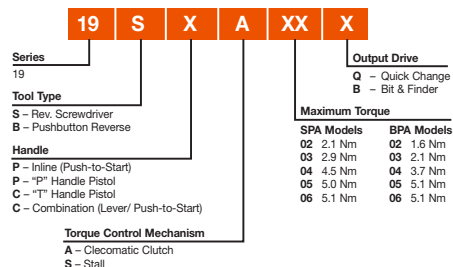 19 S X A XX X
Series
19
Tool Type
S – Rev. Screwdriver
B – Pushbutton Reverse
Handle
P – Inline (Push-to-Start)
P – “P” Handle Pistol
C – “T” Handle Pistol
C – Combination (Lever/ Push-to-Start)
Torque Control Mechanism
A – Clecomatic Clutch
S – Stall
Output Drive
Q – Quick Change
B – Bit & Finder
Maximum Torque
SPA Models BPA Models
02 2.1 Nm 02 1.6 Nm
03 2.9 Nm 03 2.1 Nm
04 4.5 Nm 04 3.7 Nm
05 5.0 Nm 05 5.1 Nm
06 5.1 Nm 06 5.1 Nm